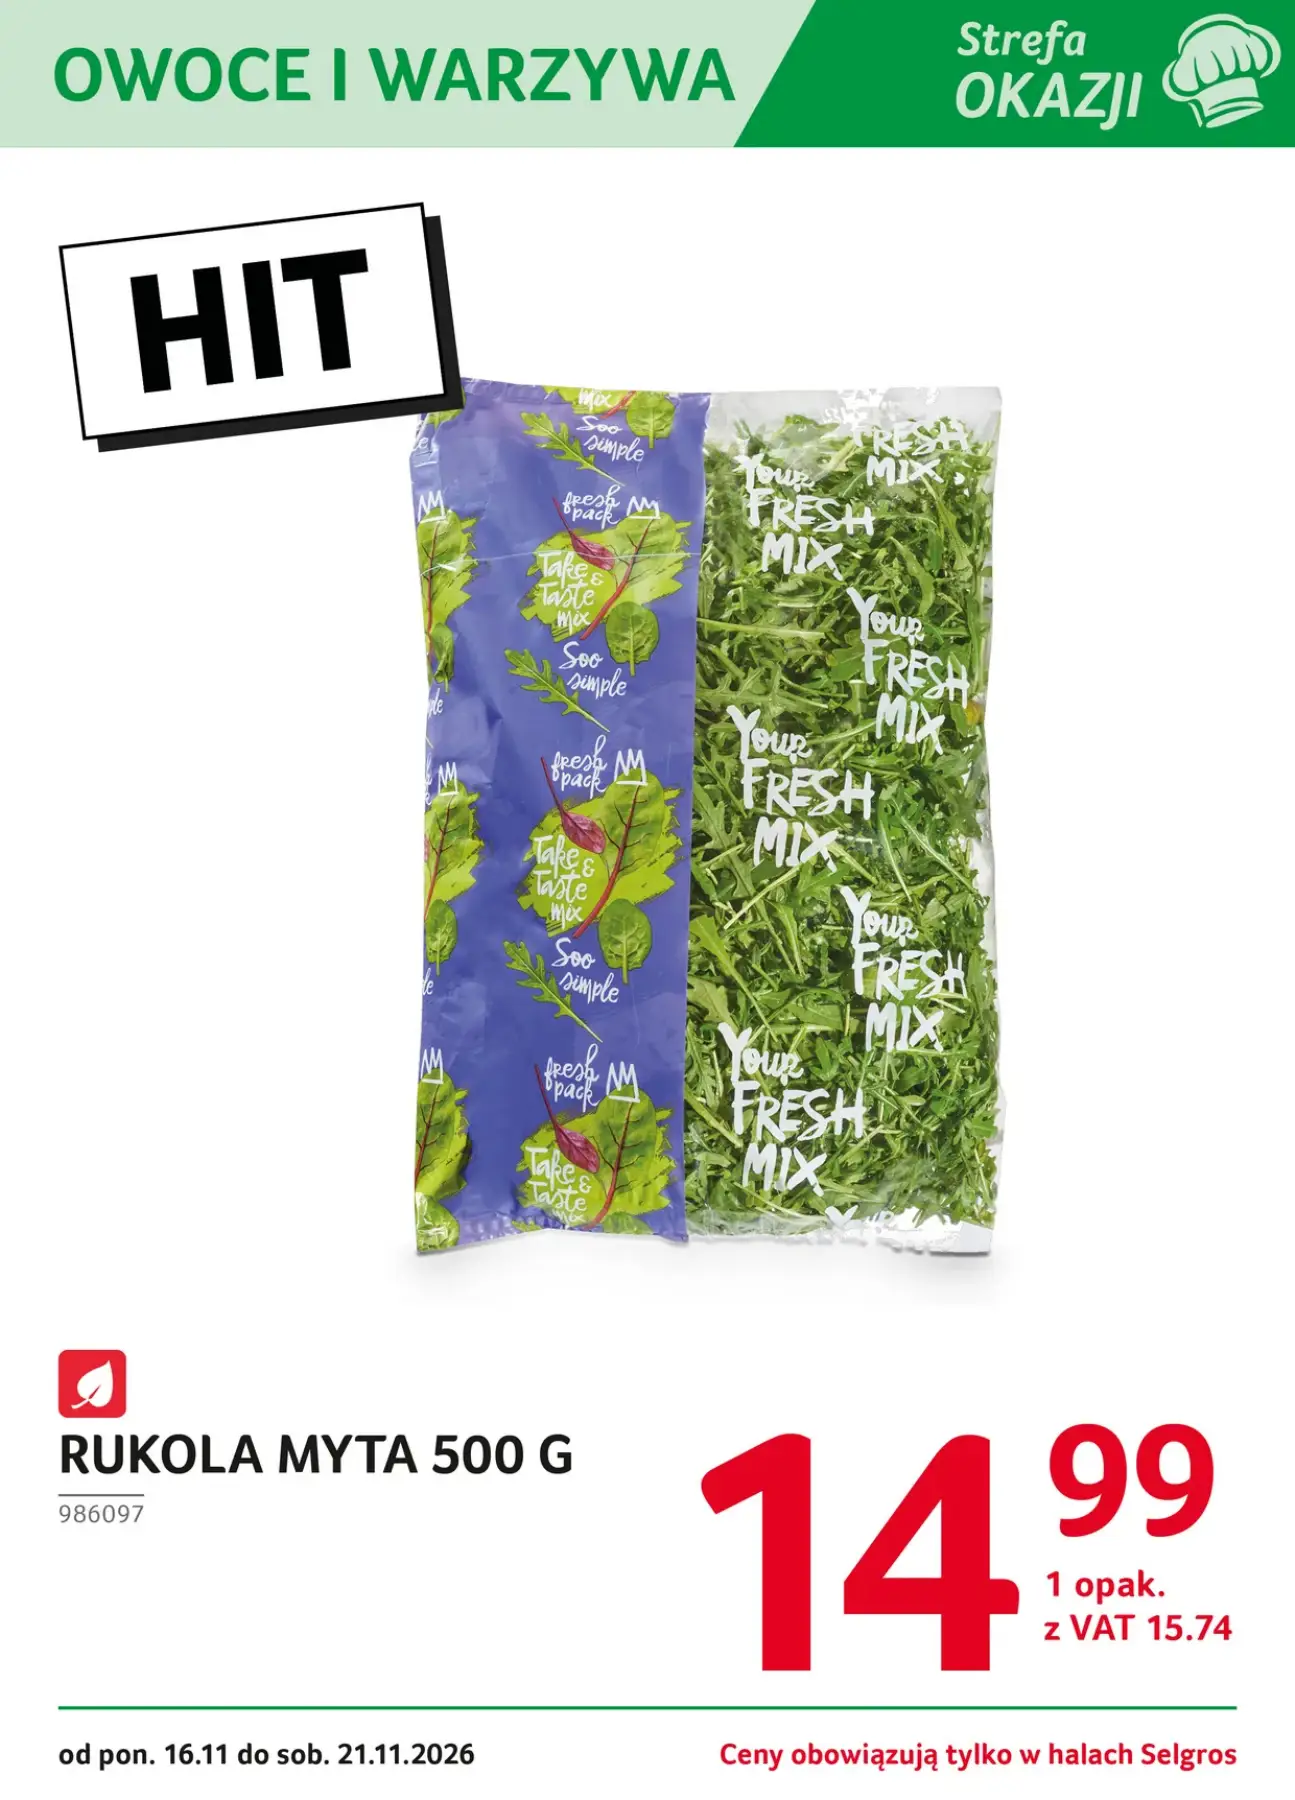 OWOCE I WARZYWA
Strefa
OKAZJI
HIT
mix
Soo
simple
fresh
pack
Take
&
Taste
mix
Soo
simple
fresh
pack
Take
&
Taste
mix
Soo
simple
fresh
pack
Take
&
Taste
mix
FRESH
MIX
Your
FRESH
MIX
Your
FRESH
MIX
Your
FRESH
MIX
Your
FRESH
MIX
Your
FRESH
MIX
Your
RUKOLA MYTA 500 G
986097
14 99
1 opak.
z VAT 15.74
od pon. 16.11 do sob. 21.11.2026
Ceny obowiązują tylko w halach Selgros